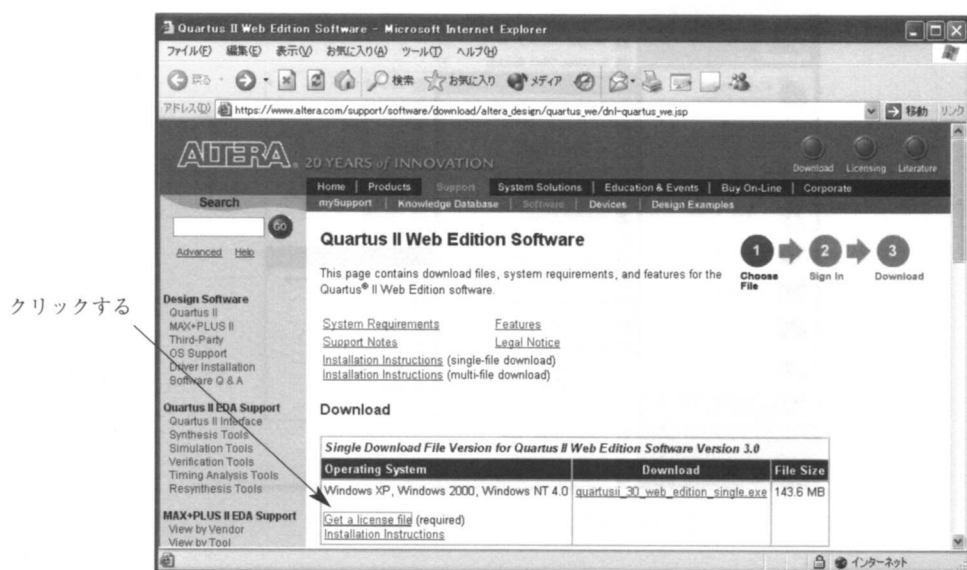 Quartus II Web Edition Software - Microsoft Internet Explorer
ファイル(F) 編集(E) 表示(V) お気に入り(A) ツール(T) ヘルプ(H)
戻る 検索 お気に入り メディア
アドレス(D) https://www.altera.com/support/software/download/altera_design/quartus_we/dnl-quartus_we.jsp 移動 リンク
ALTERA. 20 YEARS of INNOVATION
Download Licensing Literature
Home | Products | Support | System Solutions | Education & Events | Buy On-Line | Corporate
mySupport | Knowledge Database | Software | Devices | Design Examples
Search
GO
Advanced Help
Quartus II Web Edition Software
1 2 3
Choose File Sign In Download
This page contains download files, system requirements, and features for the
Quartus® II Web Edition software.
System Requirements Features
Support Notes Legal Notice
Installation Instructions (single-file download)
Installation Instructions (multi-file download)
クリックする
Design Software
Quartus II
MAX+PLUS II
Third-Party
OS Support
Driver Installation
Software Q & A
Quartus II EDA Support
Quartus II Interface
Synthesis Tools
Simulation Tools
Verification Tools
Timing Analysis Tools
Resynthesis Tools
MAX+PLUS II EDA Support
View by Vendor
View by Tool
Download
Single Download File Version for Quartus II Web Edition Software Version 3.0
Operating System Download File Size
Windows XP, Windows 2000, Windows NT 4.0 quartusii_30_web_edition_single.exe 143.6 MB
Get a license file (required)
Installation Instructions
インターネット